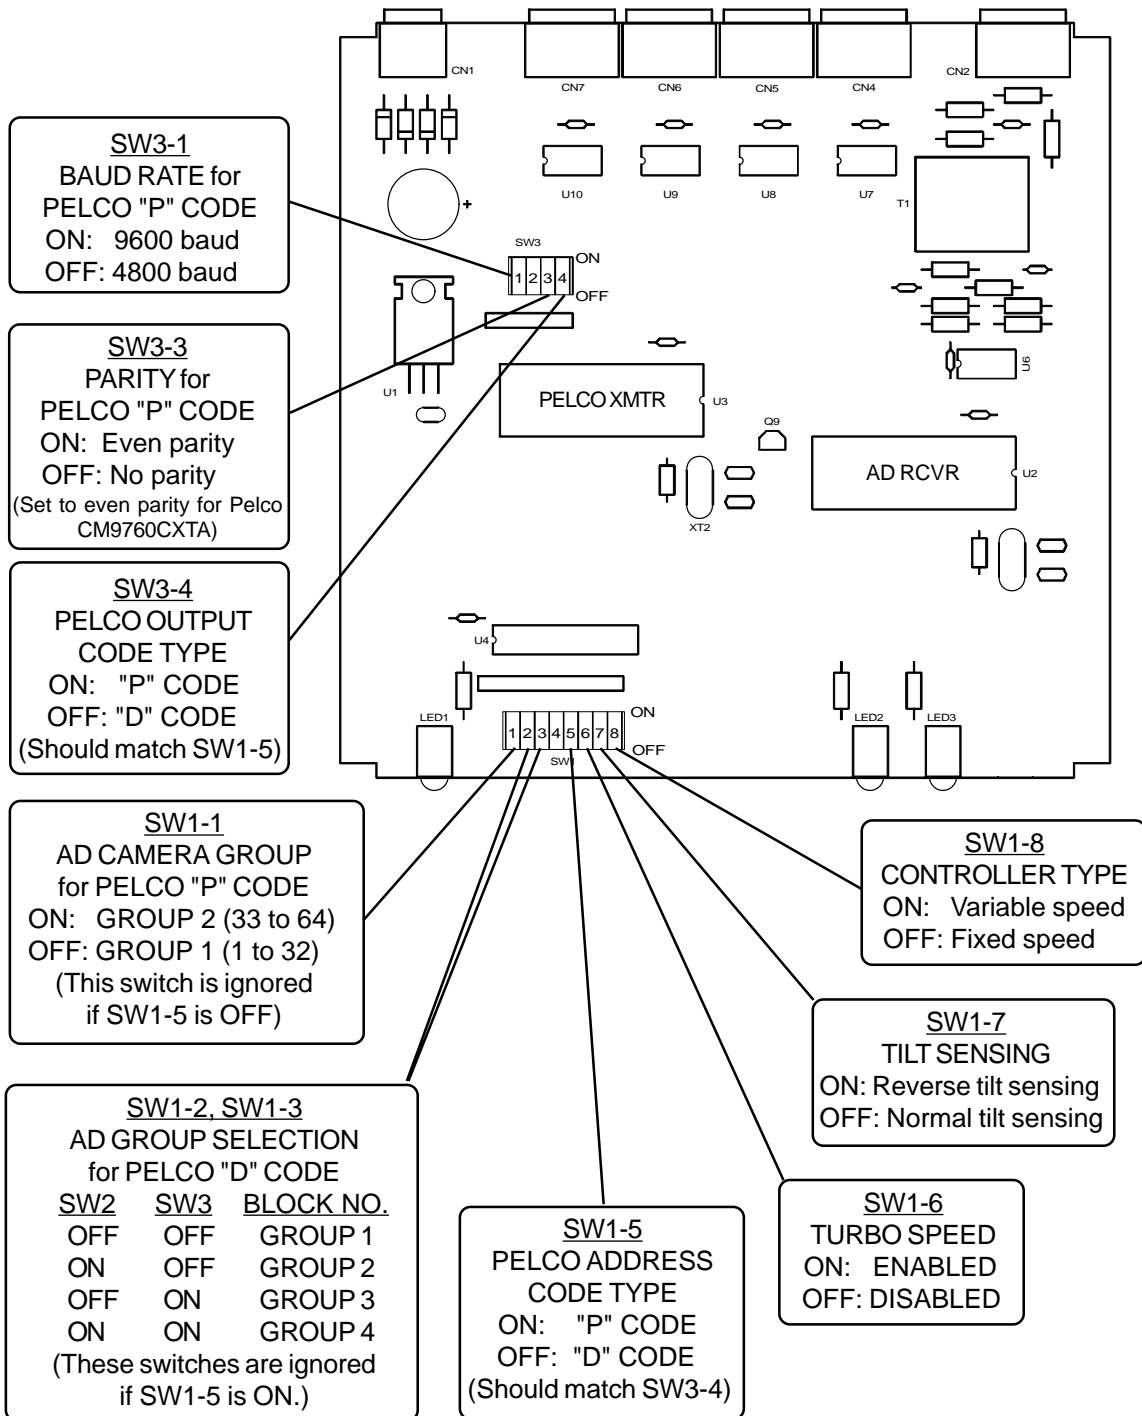 CN1
CN7
CN6
CN5
CN4
CN2
U10
U9
U8
U7
T1
+
SW3
ON
1 2 3 4
OFF
U1
PELCO XMTR
U3
U6
Q9
AD RCVR
U2
XT2
U4
LED1
ON
1 2 3 4 5 6 7 8
OFF
SW1
LED2
LED3
SW3-1
BAUD RATE for
PELCO "P" CODE
ON: 9600 baud
OFF: 4800 baud
SW3-3
PARITY for
PELCO "P" CODE
ON: Even parity
OFF: No parity
(Set to even parity for Pelco
CM9760CXTA)
SW3-4
PELCO OUTPUT
CODE TYPE
ON: "P" CODE
OFF: "D" CODE
(Should match SW1-5)
SW1-1
AD CAMERA GROUP
for PELCO "P" CODE
ON: GROUP 2 (33 to 64)
OFF: GROUP 1 (1 to 32)
(This switch is ignored
if SW1-5 is OFF)
SW1-2, SW1-3
AD GROUP SELECTION
for PELCO "D" CODE
SW2 SW3 BLOCK NO.
OFF OFF GROUP 1
ON OFF GROUP 2
OFF ON GROUP 3
ON ON GROUP 4
(These switches are ignored
if SW1-5 is ON.)
SW1-5
PELCO ADDRESS
CODE TYPE
ON: "P" CODE
OFF: "D" CODE
(Should match SW3-4)
SW1-6
TURBO SPEED
ON: ENABLED
OFF: DISABLED
SW1-7
TILT SENSING
ON: Reverse tilt sensing
OFF: Normal tilt sensing
SW1-8
CONTROLLER TYPE
ON: Variable speed
OFF: Fixed speed